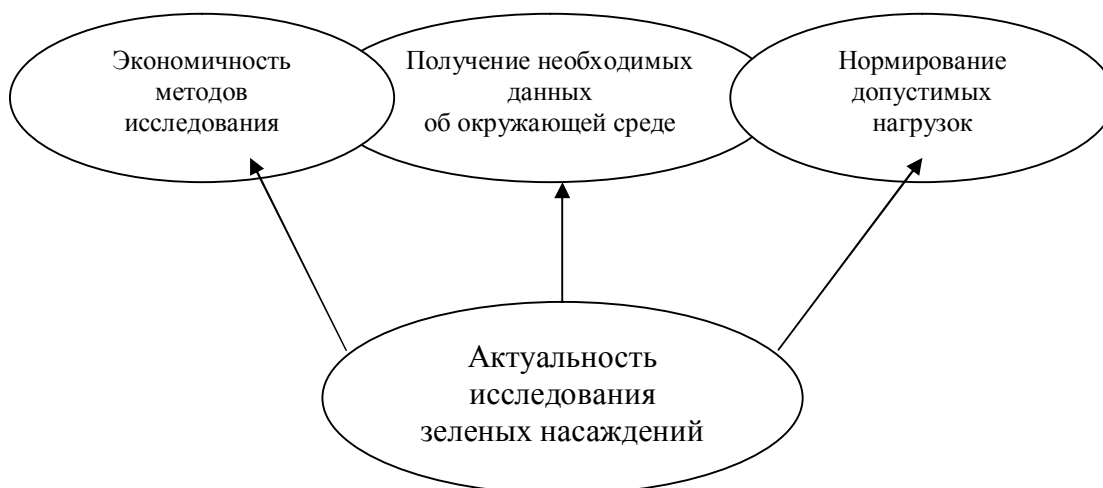 Экономичность
методов
исследования
Получение необходимых
данных
об окружающей среде
Нормирование
допустимых
нагрузок
Актуальность
исследования
зеленых насаждений